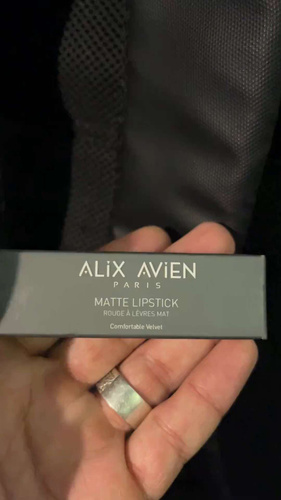 ALiX AViEN
PARIS
MATTE LIPSTICK
ROUGE À LÈVRES MAT
Comfortable Velvet